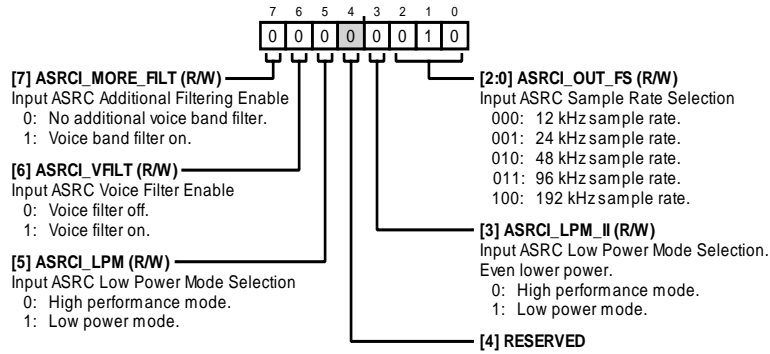 7 6 5 4 3 2 1 0
0 0 0 0 0 0 1 0
[7] ASRCI_MORE_FILT (R/W)
Input ASRC Additional Filtering Enable
0: No additional voice band filter.
1: Voice band filter on.
[6] ASRCI_VFILT (R/W)
Input ASRC Voice Filter Enable
0: Voice filter off.
1: Voice filter on.
[5] ASRCI_LPM (R/W)
Input ASRC Low Power Mode Selection
0: High performance mode.
1: Low power mode.
[2:0] ASRCI_OUT_FS (R/W)
Input ASRC Sample Rate Selection
000: 12 kHz sample rate.
001: 24 kHz sample rate.
010: 48 kHz sample rate.
011: 96 kHz sample rate.
100: 192 kHz sample rate.
[3] ASRCI_LPM_II (R/W)
Input ASRC Low Power Mode Selection.
Even lower power.
0: High performance mode.
1: Low power mode.
[4] RESERVED